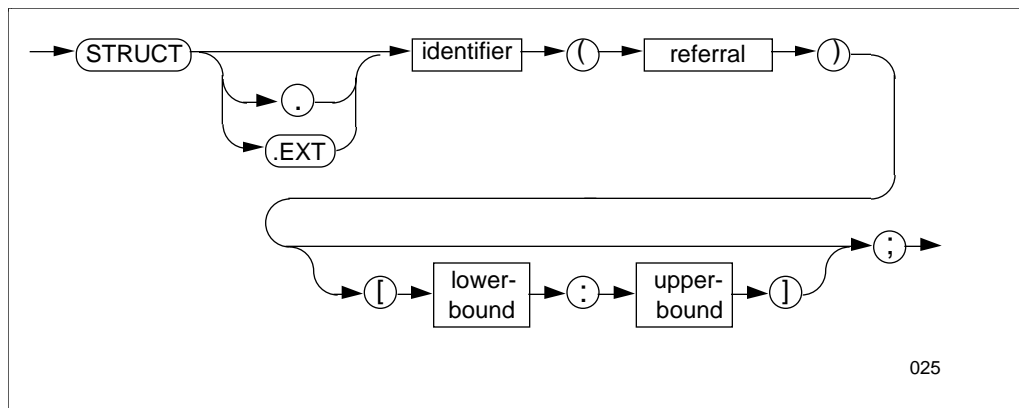 STRUCT identifier ( referral )
.
.EXT
;
[ lower-bound : upper-bound ]
025